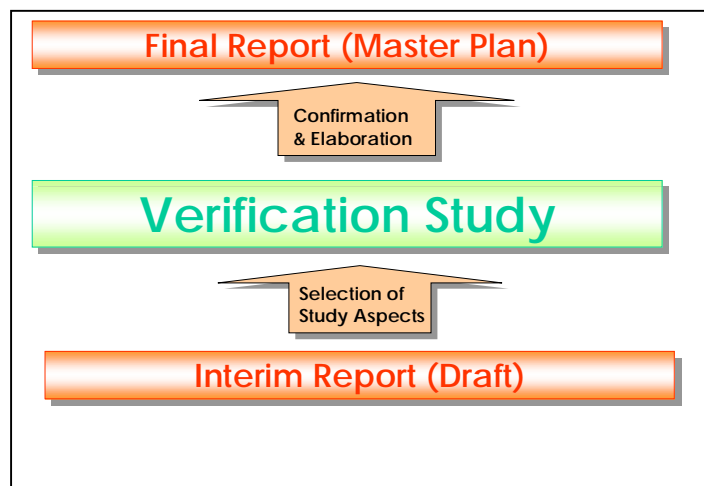 Final Report (Master Plan)
Confirmation
& Elaboration
Verification Study
Selection of
Study Aspects
Interim Report (Draft)